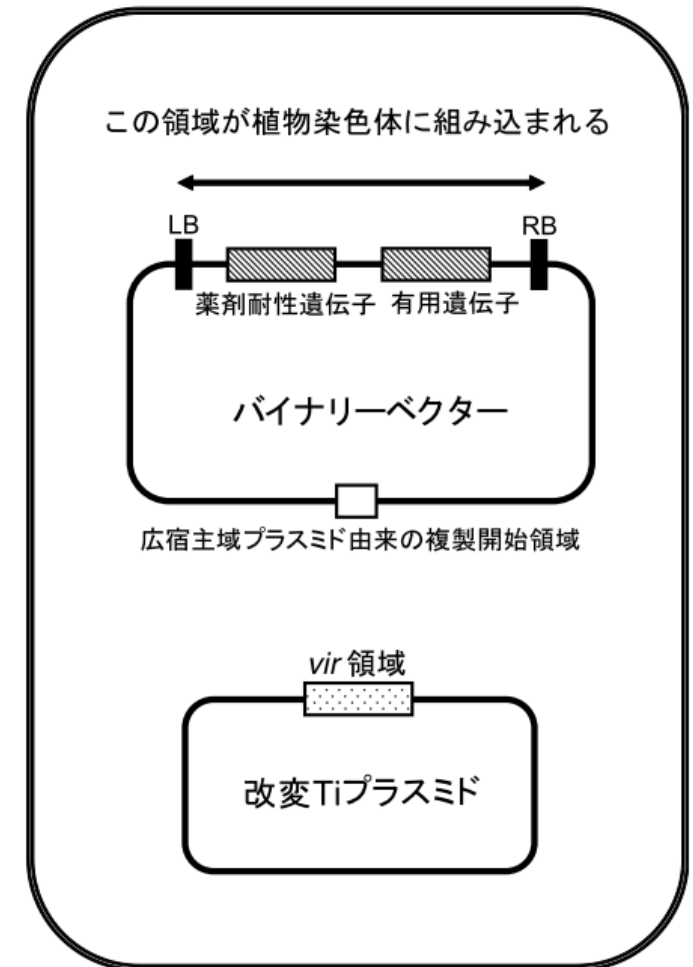 この領域が植物染色体に組み込まれる
LB
RB
薬剤耐性遺伝子 有用遺伝子
バイナリーベクター
広宿主域プラスミド由来の複製開始領域
vir 領域
改変Tiプラスミド